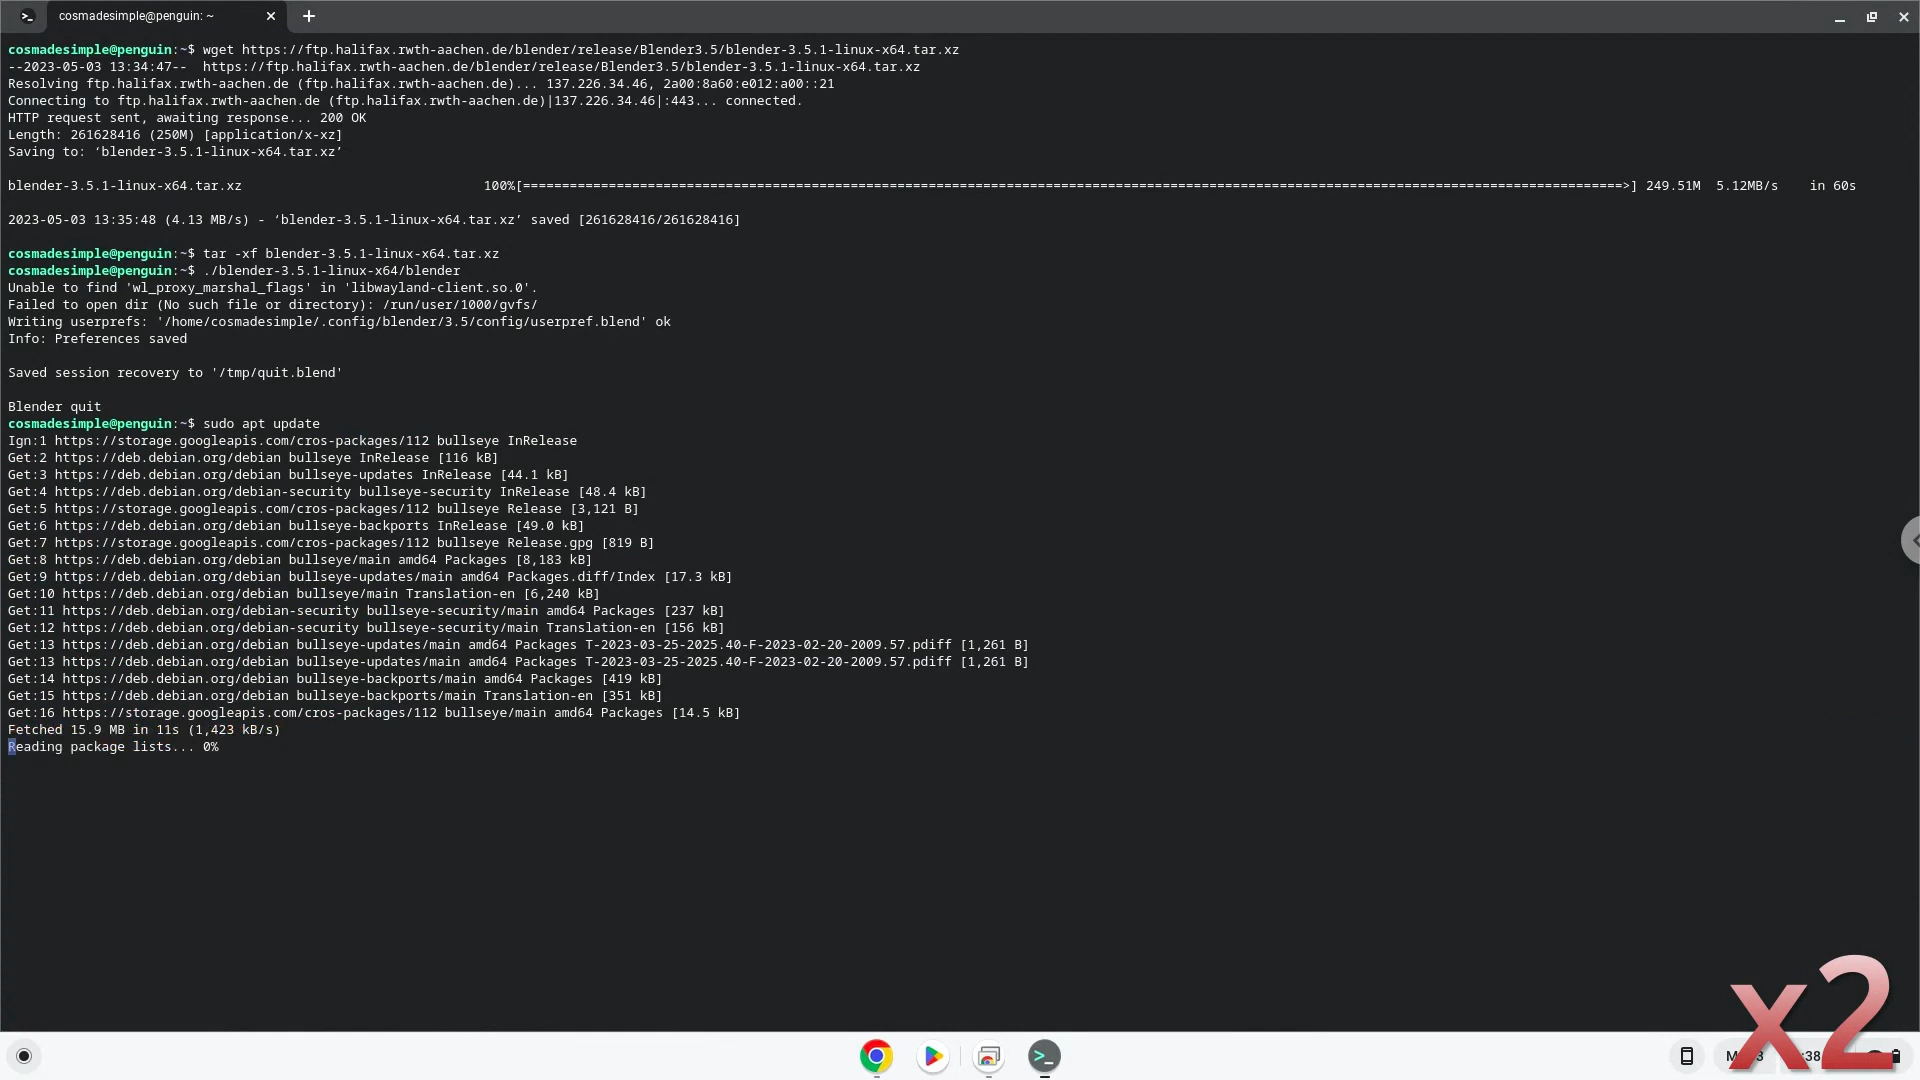 cosmadesimple@penguin: ~
cosmadesimple@penguin:~$ wget https://ftp.halifax.rwth-aachen.de/blender/release/Blender3.5/blender-3.5.1-linux-x64.tar.xz
--2023-05-03 13:34:47--  https://ftp.halifax.rwth-aachen.de/blender/release/Blender3.5/blender-3.5.1-linux-x64.tar.xz
Resolving ftp.halifax.rwth-aachen.de (ftp.halifax.rwth-aachen.de)... 137.226.34.46, 2a00:8a60:e012:a00::21
Connecting to ftp.halifax.rwth-aachen.de (ftp.halifax.rwth-aachen.de)|137.226.34.46|:443... connected.
HTTP request sent, awaiting response... 200 OK
Length: 261628416 (250M) [application/x-xz]
Saving to: ‘blender-3.5.1-linux-x64.tar.xz’
blender-3.5.1-linux-x64.tar.xz 100%[=============================================>] 249.51M 5.12MB/s in 60s
2023-05-03 13:35:48 (4.13 MB/s) - ‘blender-3.5.1-linux-x64.tar.xz’ saved [261628416/261628416]
cosmadesimple@penguin:~$ tar -xf blender-3.5.1-linux-x64.tar.xz
cosmadesimple@penguin:~$ ./blender-3.5.1-linux-x64/blender
Unable to find 'wl_proxy_marshal_flags' in 'libwayland-client.so.0'.
Failed to open dir (No such file or directory): /run/user/1000/gvfs/
Writing userprefs: '/home/cosmadesimple/.config/blender/3.5/config/userpref.blend' ok
Info: Preferences saved
Saved session recovery to '/tmp/quit.blend'
Blender quit
cosmadesimple@penguin:~$ sudo apt update
Ign:1 https://storage.googleapis.com/cros-packages/112 bullseye InRelease
Get:2 https://deb.debian.org/debian bullseye InRelease [116 kB]
Get:3 https://deb.debian.org/debian bullseye-updates InRelease [44.1 kB]
Get:4 https://deb.debian.org/debian-security bullseye-security InRelease [48.4 kB]
Get:5 https://storage.googleapis.com/cros-packages/112 bullseye Release [3,121 B]
Get:6 https://deb.debian.org/debian bullseye-backports InRelease [49.0 kB]
Get:7 https://storage.googleapis.com/cros-packages/112 bullseye Release.gpg [819 B]
Get:8 https://deb.debian.org/debian bullseye/main amd64 Packages [8,183 kB]
Get:9 https://deb.debian.org/debian bullseye-updates/main amd64 Packages.diff/Index [17.3 kB]
Get:10 https://deb.debian.org/debian bullseye/main Translation-en [6,240 kB]
Get:11 https://deb.debian.org/debian-security bullseye-security/main amd64 Packages [237 kB]
Get:12 https://deb.debian.org/debian-security bullseye-security/main Translation-en [156 kB]
Get:13 https://deb.debian.org/debian bullseye-updates/main amd64 Packages T-2023-03-25-2025.40-F-2023-02-20-2009.57.pdiff [1,261 B]
Get:13 https://deb.debian.org/debian bullseye-updates/main amd64 Packages T-2023-03-25-2025.40-F-2023-02-20-2009.57.pdiff [1,261 B]
Get:14 https://deb.debian.org/debian bullseye-backports/main amd64 Packages [419 kB]
Get:15 https://deb.debian.org/debian bullseye-backports/main Translation-en [351 kB]
Get:16 https://storage.googleapis.com/cros-packages/112 bullseye/main amd64 Packages [14.5 kB]
Fetched 15.9 MB in 11s (1,423 kB/s)
Reading package lists... 0%
x2